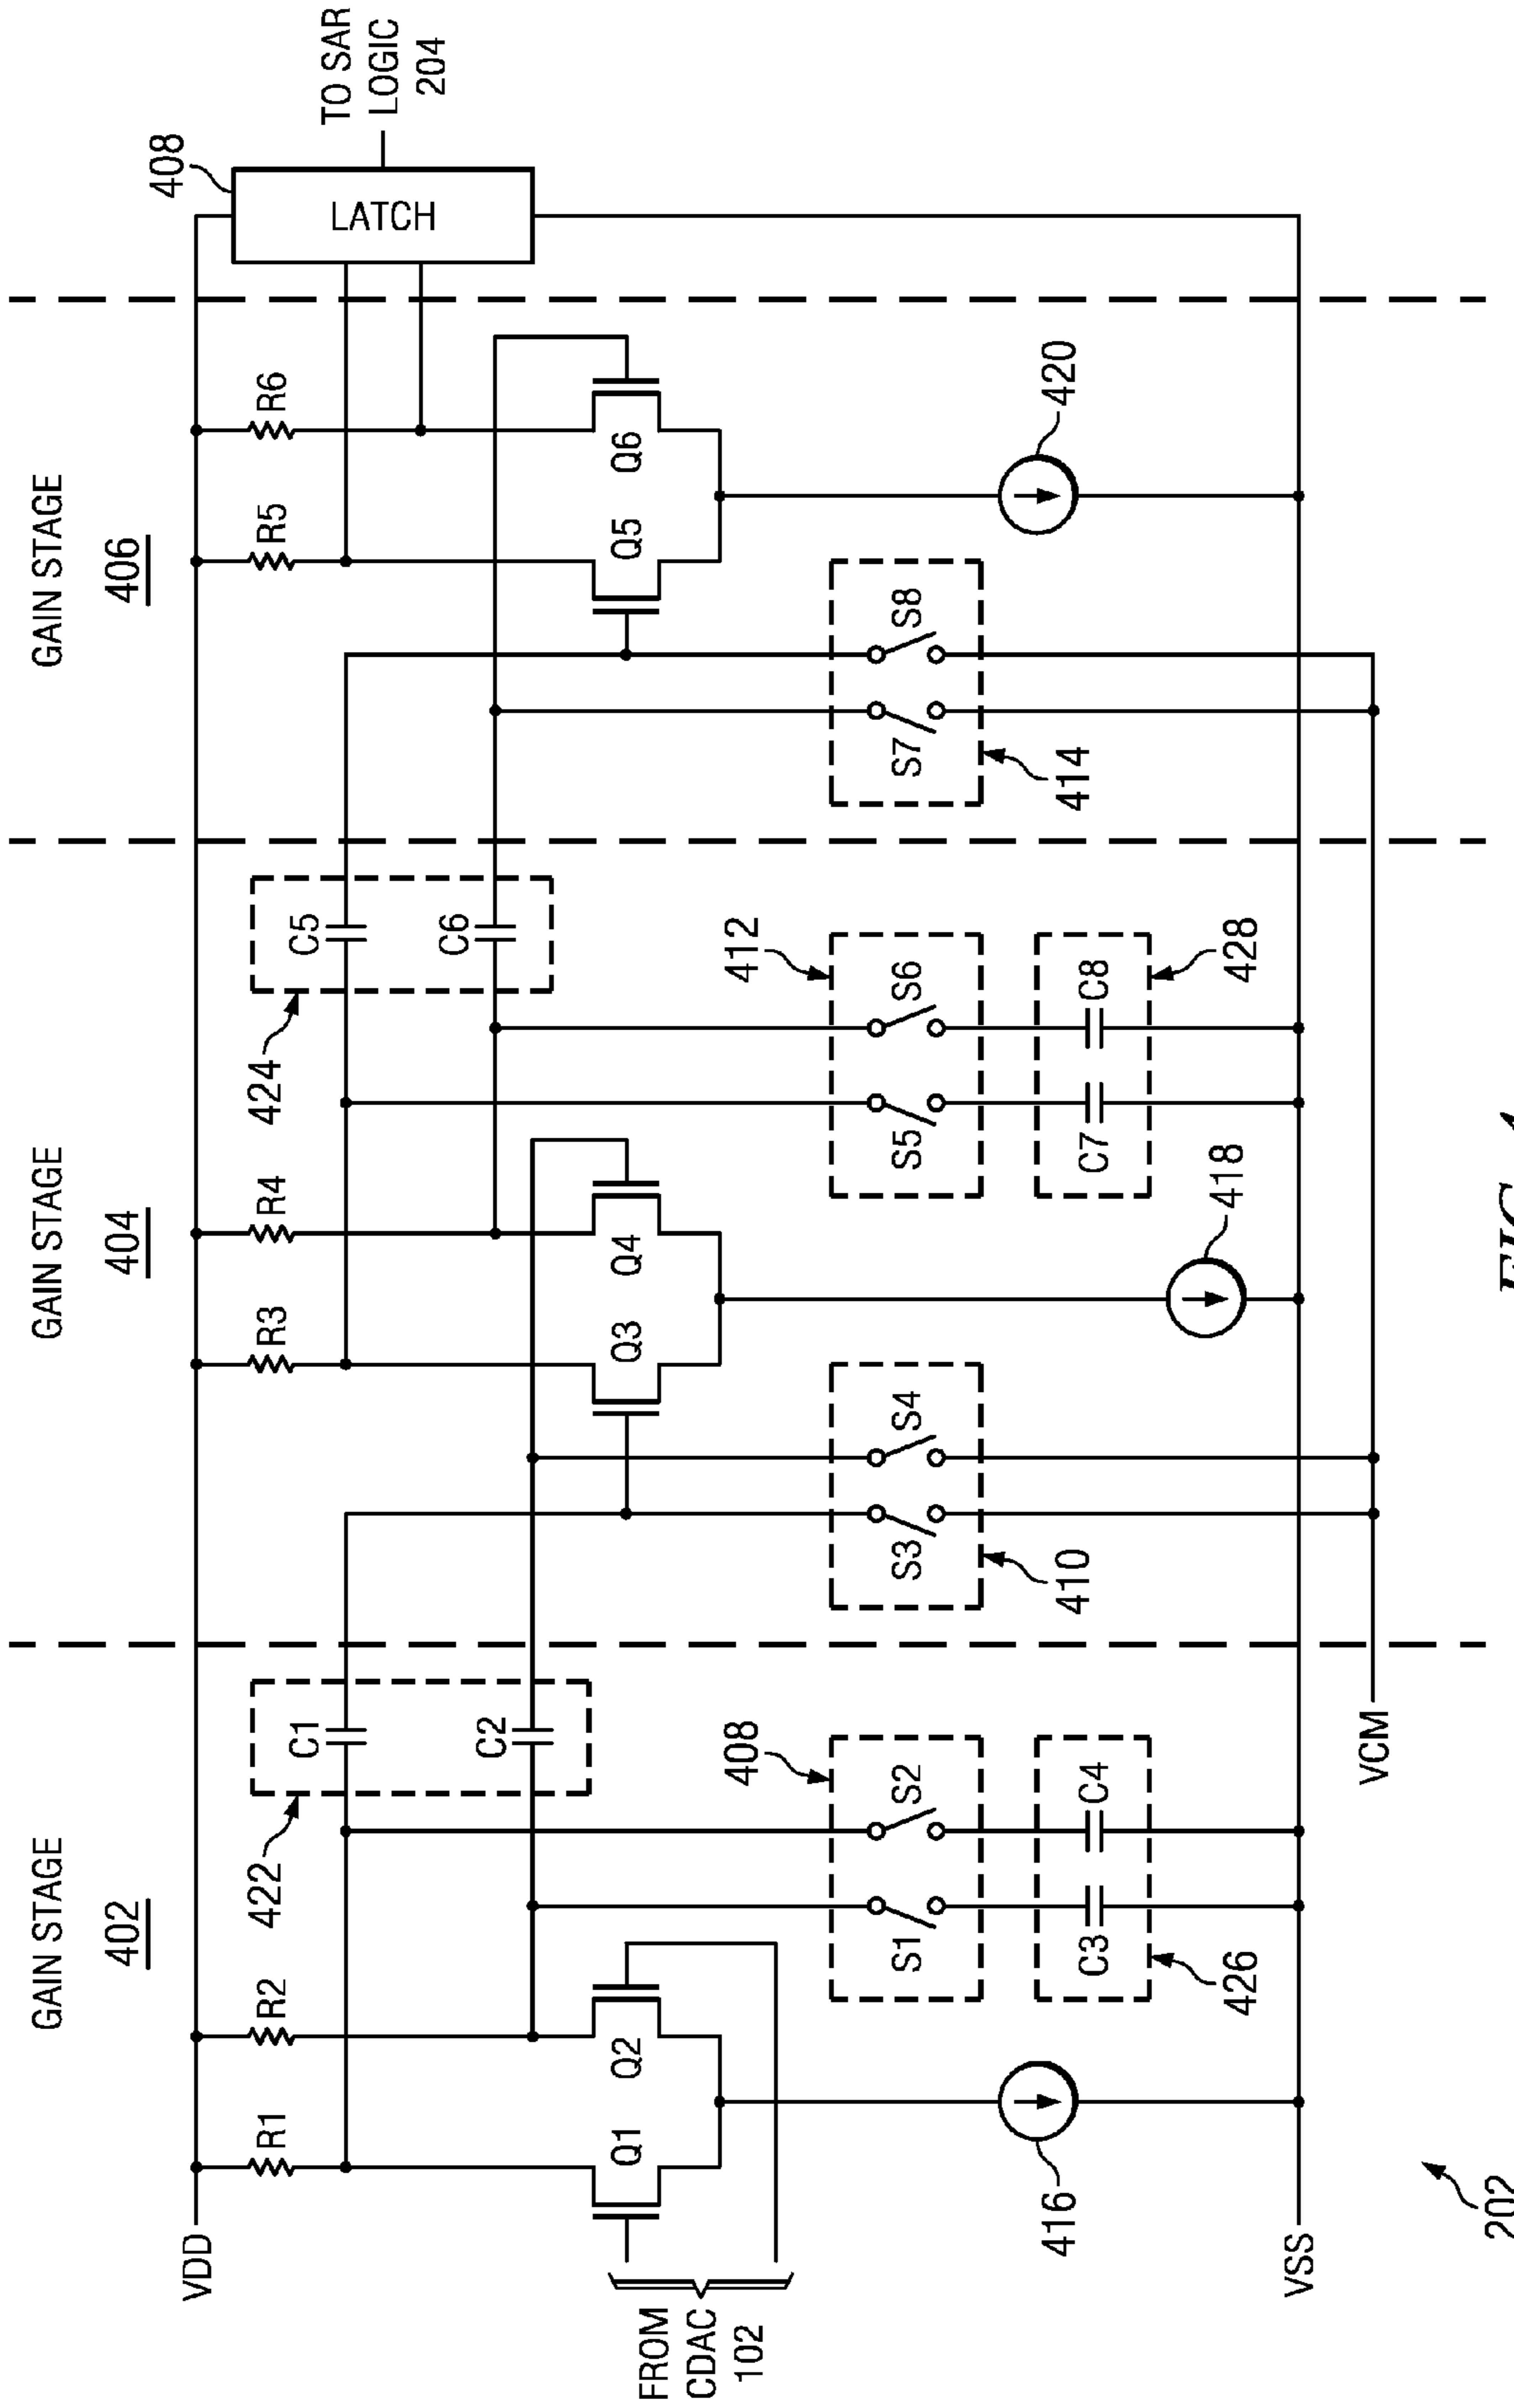 GAIN STAGE
402
GAIN STAGE
404
GAIN STAGE
406
VDD
R1
R2
422
C1
C2
R3
R4
424
C5
C6
R5
R6
408
LATCH
TO SAR
LOGIC
204
FROM
CDAC
102
Q1
Q2
Q3
Q4
Q5
Q6
408
S1
S2
S3
S4
410
412
S5
S6
S7
S8
414
416
C3
C4
426
418
C7
C8
428
420
VSS
VCM
202